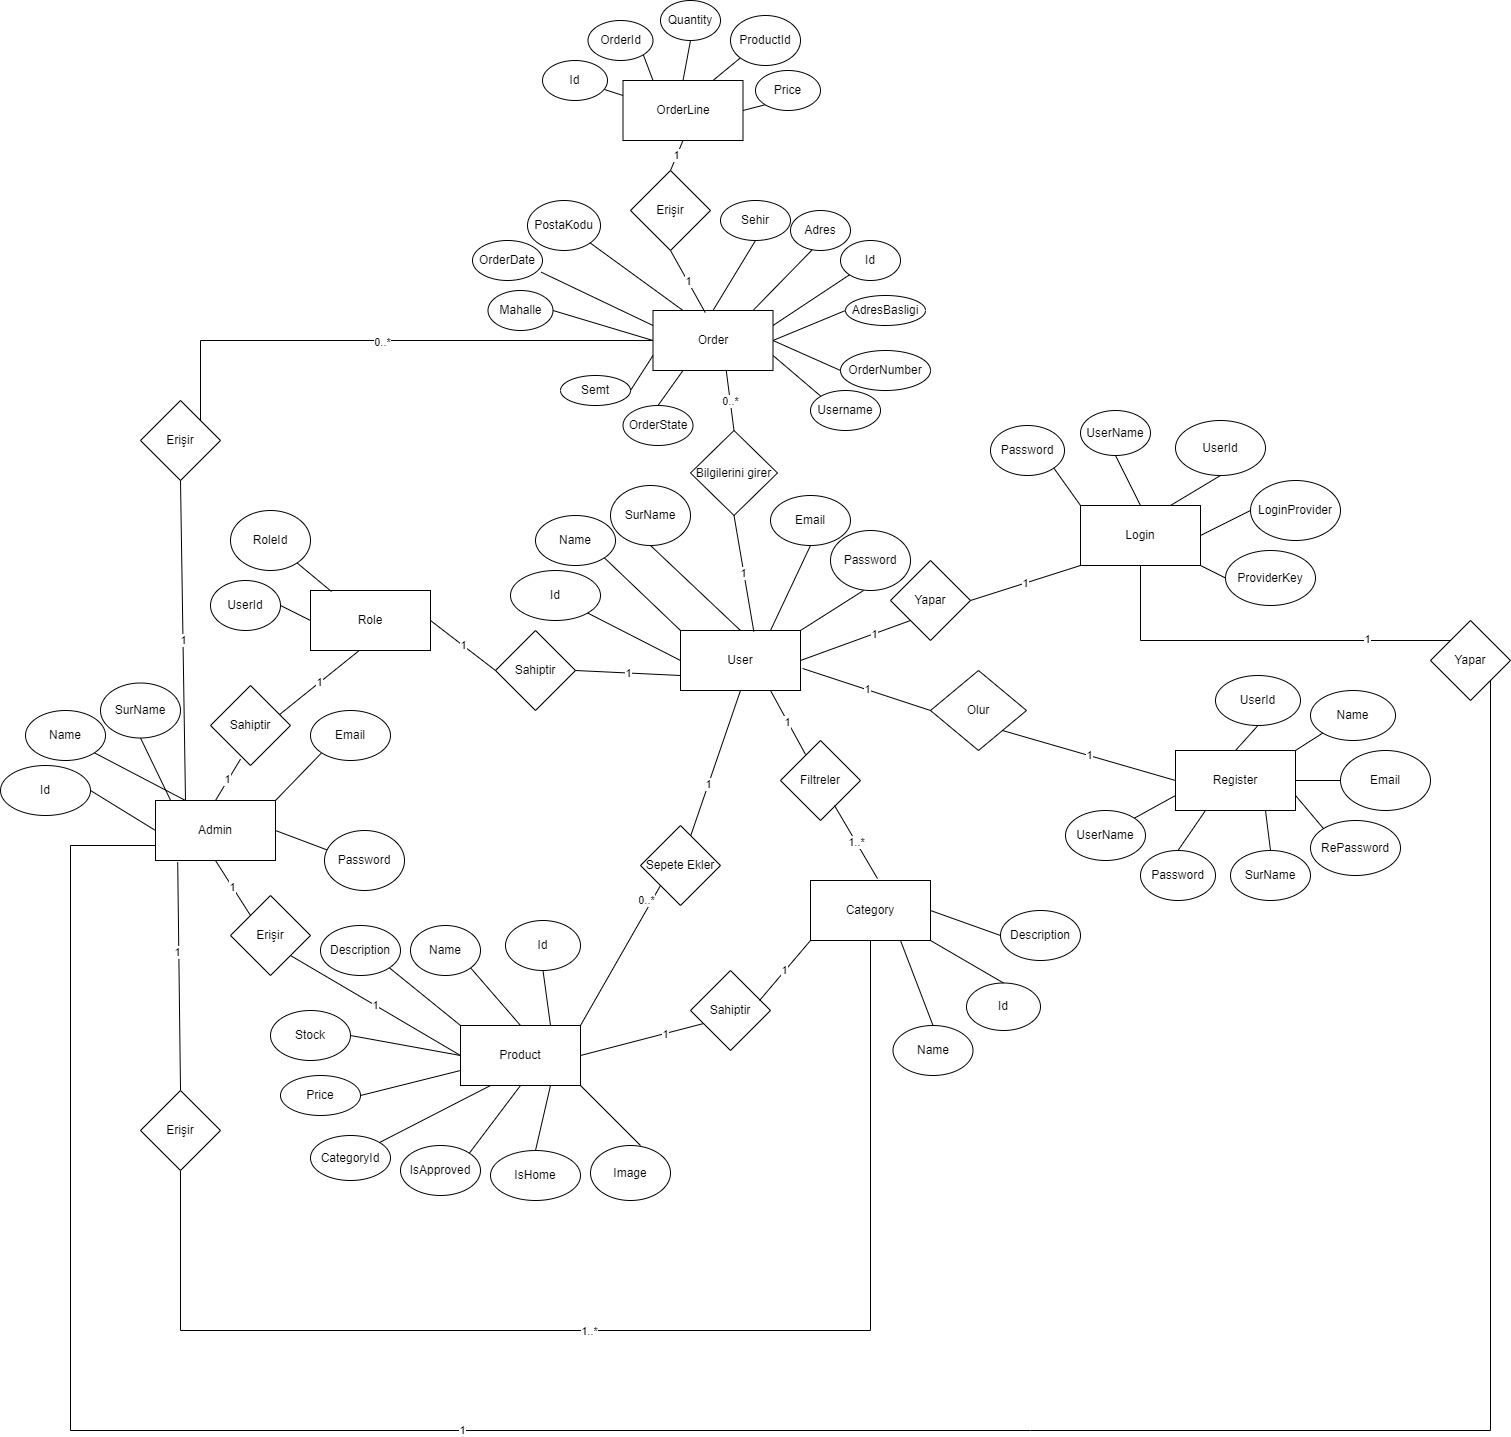 Quantity
OrderId
ProductId
Id
Price
OrderLine
1
Erişir
PostaKodu
Sehir
Adres
OrderDate
Id
1
Mahalle
AdresBasligi
Order
0..*
OrderNumber
Semt
0..*
Username
OrderState
Erişir
UserName
Password
UserId
Bilgilerini girer
LoginProvider
SurName
Email
Login
RoleId
Name
Password
1
ProviderKey
1
Id
Yapar
UserId
Role
1
1
1
1
Yapar
User
Sahiptir
1
1
1
UserId
SurName
Olur
Name
Sahiptir
1
Name
Email
1
Filtreler
Register
Email
1
1
Id
Admin
UserName
1..*
RePassword
Password
Sepete Ekler
Password
SurName
1
0..*
Category
Erişir
Description
Id
Description
Name
1
1
1
Id
Sahiptir
Stock
1
Name
Product
Price
Erişir
CategoryId
IsApproved
IsHome
Image
1..*
1